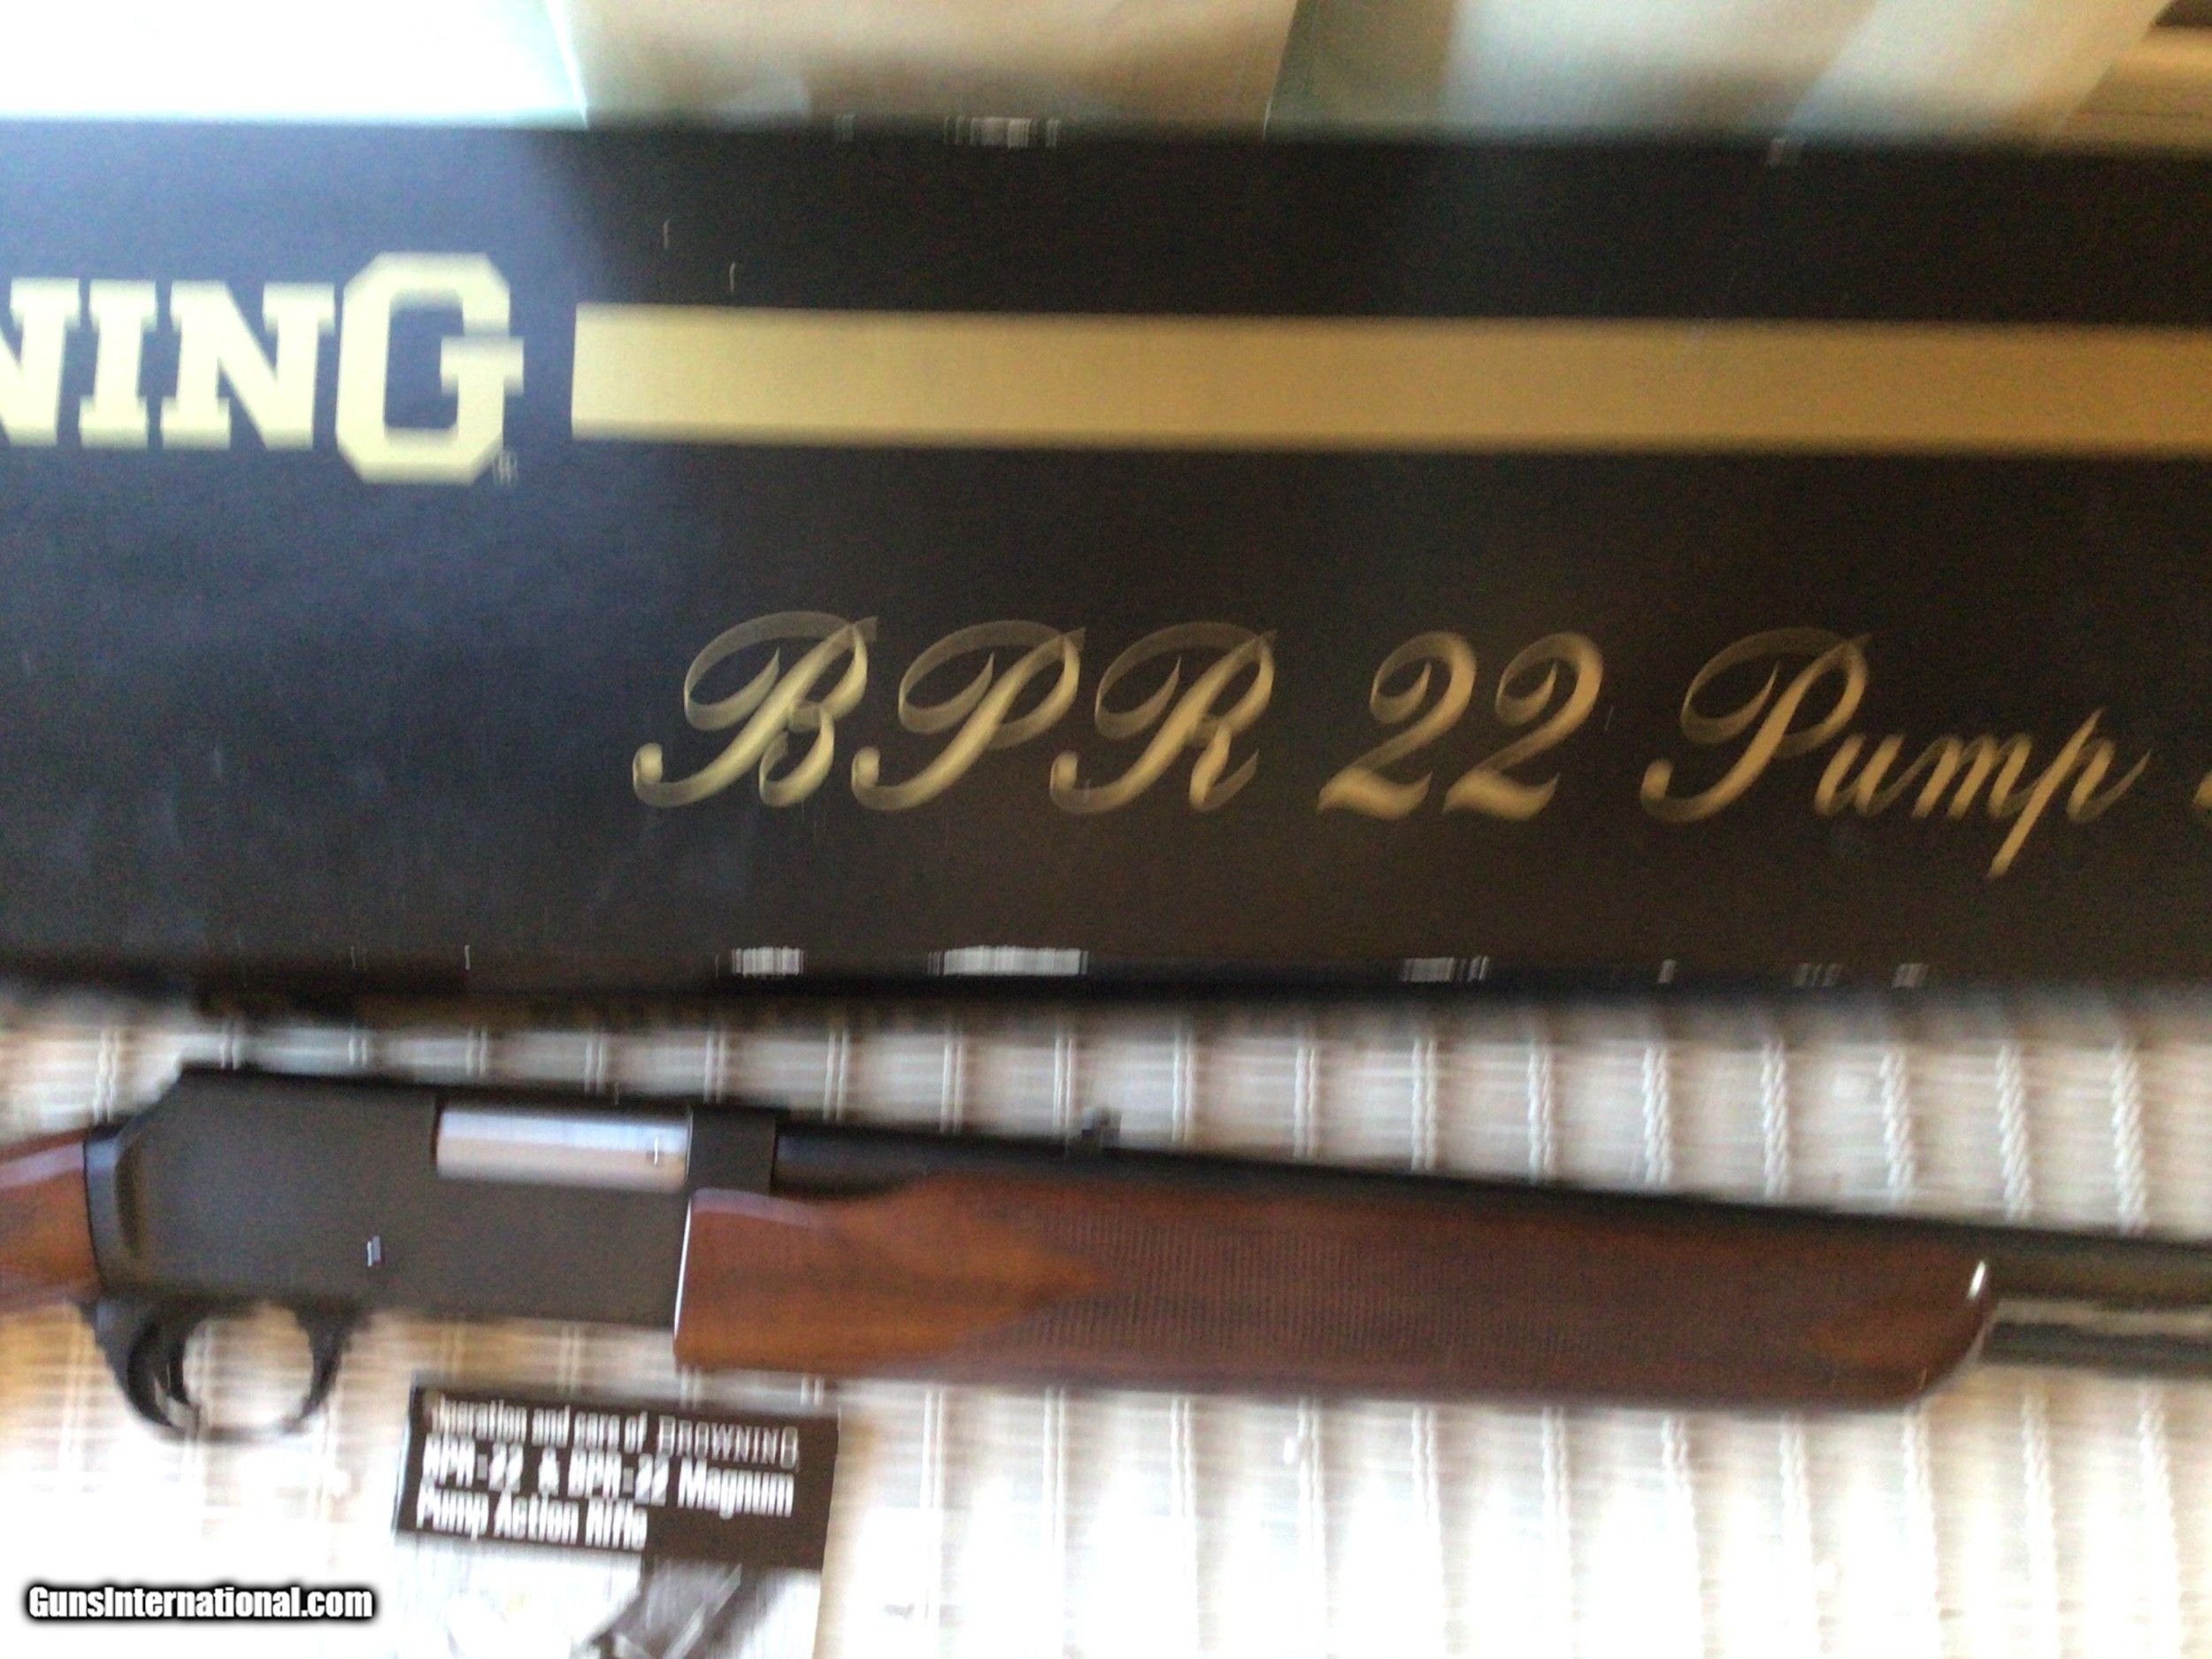 NING®
BPR 22 Pump
Operation and care of BROWNING
BPR-22 & BPR-22 Magnum
Pump Action Rifle
GunsInternational.com